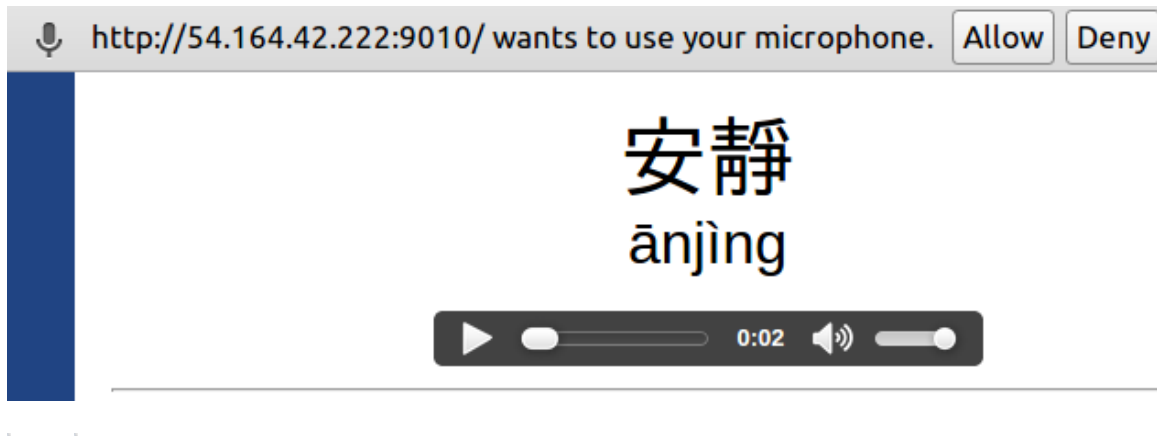 http://54.164.42.222:9010/ wants to use your microphone. Allow Deny
安靜
ānjìng
0:02